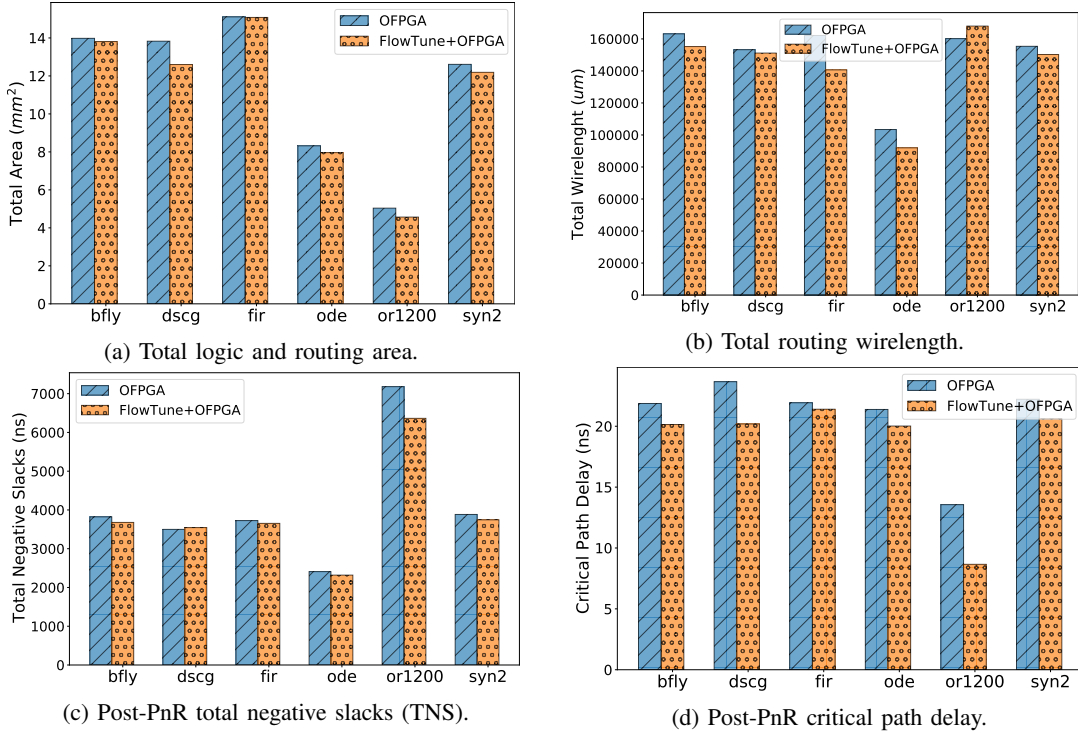 Total Area (mm²)
14
12
10
8
6
4
2
0
OFPGA
FlowTune+OFPGA
bfly dscg fir ode or1200 syn2
(a) Total logic and routing area.
Total Wirelenght (um)
160000
140000
120000
100000
80000
60000
40000
20000
0
OFPGA
FlowTune+OFPGA
bfly dscg fir ode or1200 syn2
(b) Total routing wirelength.
Total Negative Slacks (ns)
7000
6000
5000
4000
3000
2000
1000
0
OFPGA
FlowTune+OFPGA
bfly dscg fir ode or1200 syn2
(c) Post-PnR total negative slacks (TNS).
Critical Path Delay (ns)
20
15
10
5
0
OFPGA
FlowTune+OFPGA
bfly dscg fir ode or1200 syn2
(d) Post-PnR critical path delay.